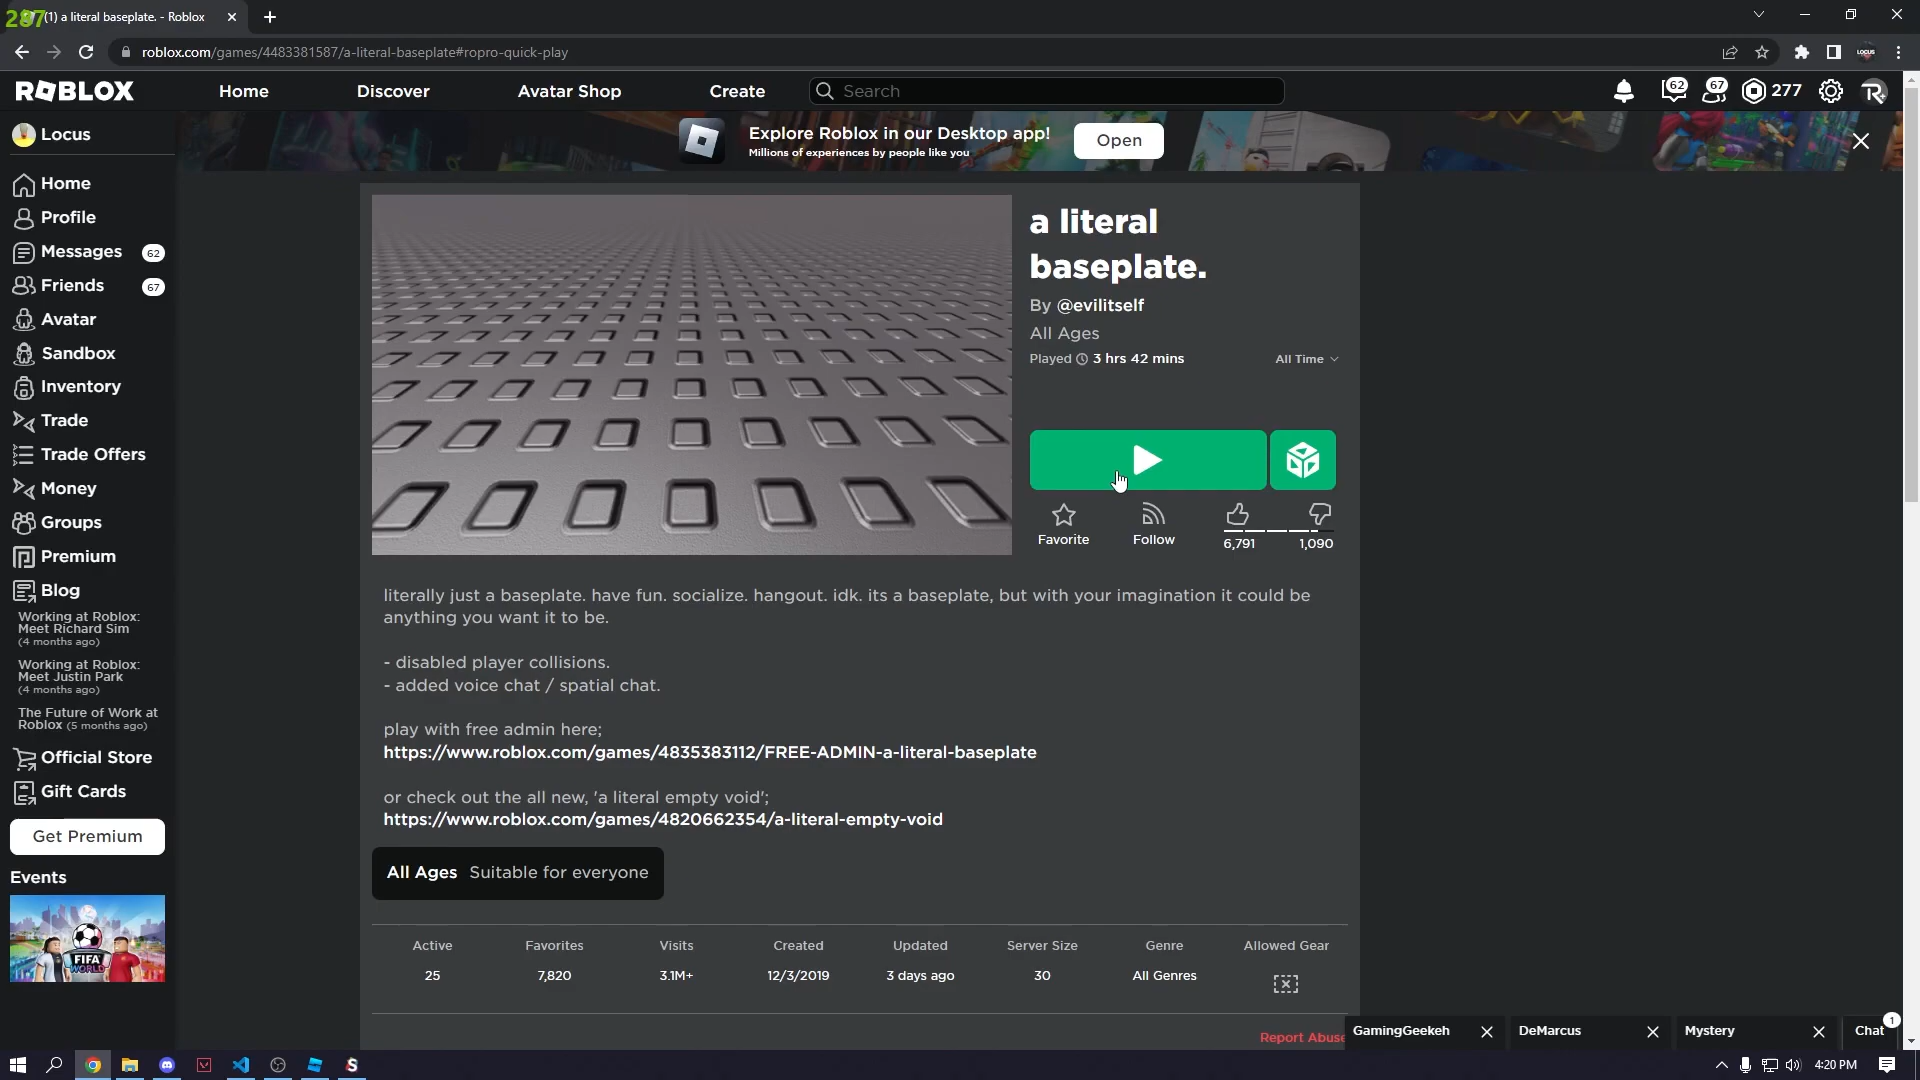 287
(1) a literal baseplate. - Roblox
roblox.com/games/4483381587/a-literal-baseplate#ropro-quick-play
LOCUS
ROBLOX
Home
Discover
Avatar Shop
Create
Search
62
67
277
Locus
Explore Roblox in our Desktop app!
Millions of experiences by people like you
Open
Home
Profile
Messages
62
Friends
67
Avatar
Sandbox
Inventory
Trade
Trade Offers
Money
Groups
Premium
Blog
Working at Roblox:
Meet Richard Sim
(4 months ago)
Working at Roblox:
Meet Justin Park
(4 months ago)
The Future of Work at
Roblox (5 months ago)
Official Store
Gift Cards
Get Premium
Events
FIFA
WORLD
a literal
baseplate.
By @evilitself
All Ages
Played 3 hrs 42 mins
All Time
Favorite
Follow
6,791
1,090
literally just a baseplate. have fun. socialize. hangout. idk. its a baseplate, but with your imagination it could be
anything you want it to be.
- disabled player collisions.
- added voice chat / spatial chat.
play with free admin here;
https://www.roblox.com/games/4835383112/FREE-ADMIN-a-literal-baseplate
or check out the all new, 'a literal empty void';
https://www.roblox.com/games/4820662354/a-literal-empty-void
All Ages Suitable for everyone
Active
Favorites
Visits
Created
Updated
Server Size
Genre
Allowed Gear
25
7,820
3.1M+
12/3/2019
3 days ago
30
All Genres
Report Abuse
GamingGeekeh
DeMarcus
Mystery
Chat
1
4:20 PM